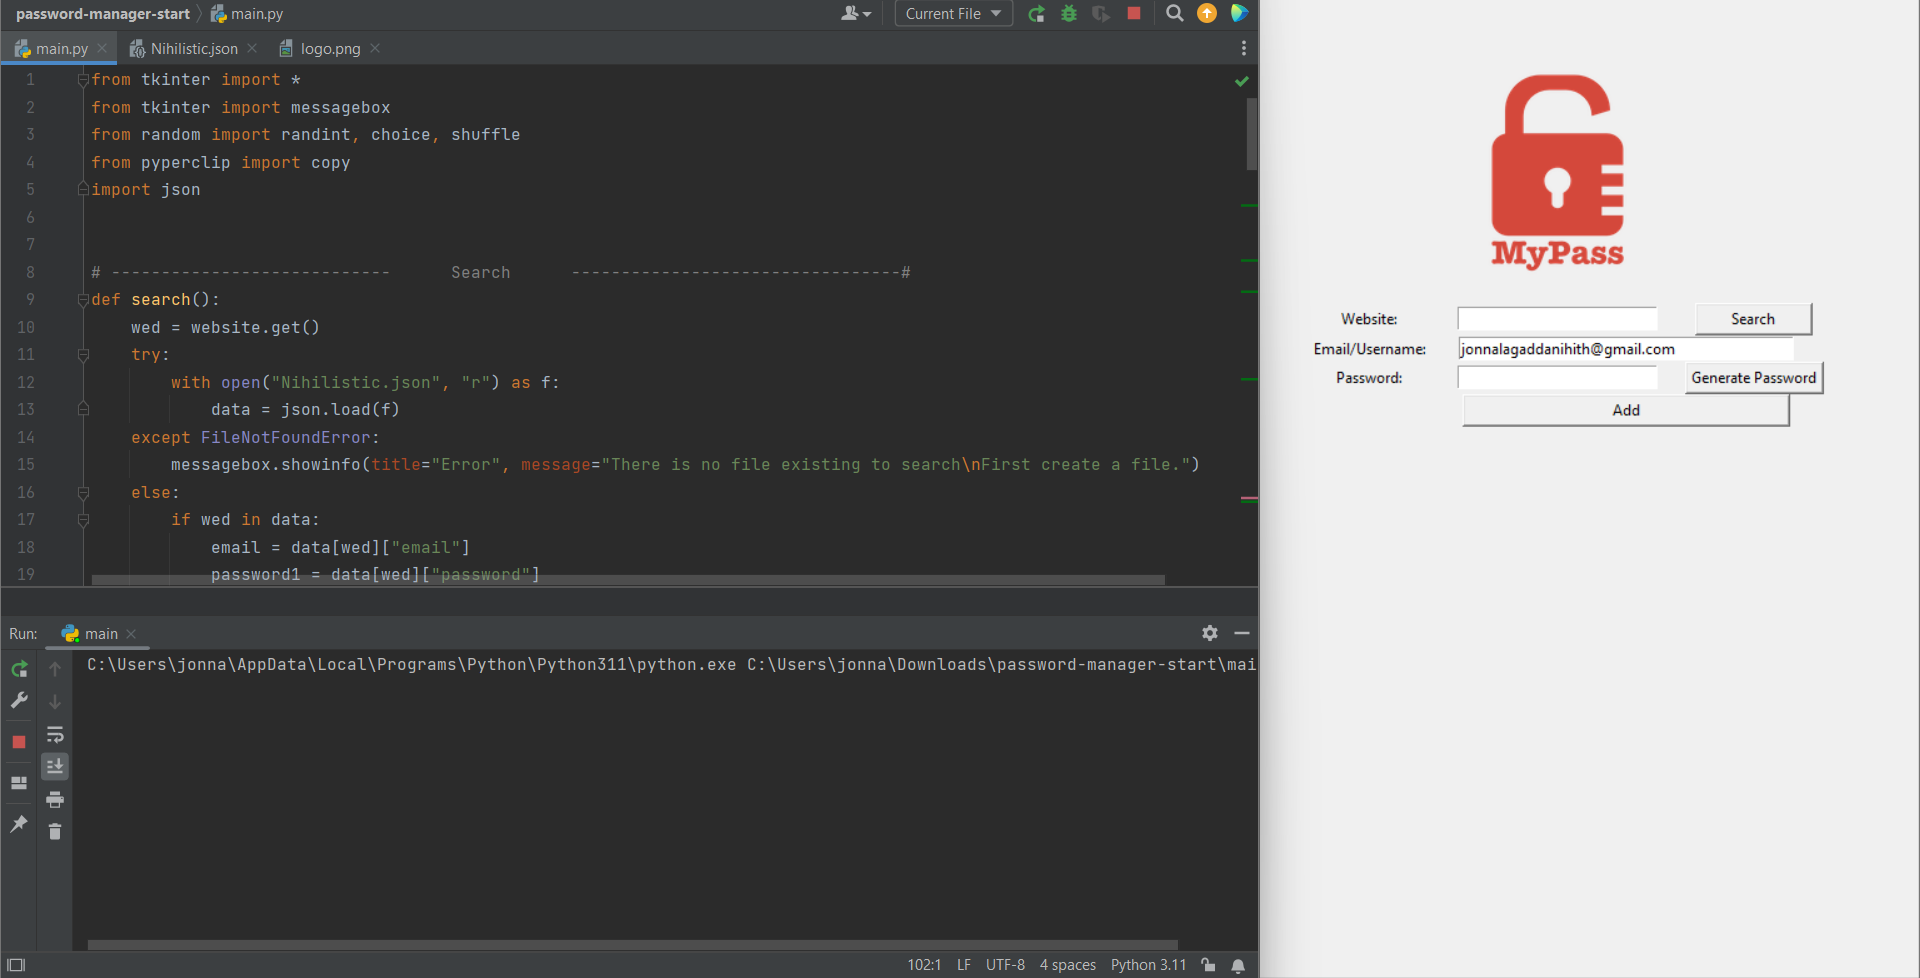 password-manager-start main.py Current File
main.py Nihilistic.json logo.png
1 from tkinter import *
2 from tkinter import messagebox
3 from random import randint, choice, shuffle
4 from pyperclip import copy
5 import json
6
7
8 # ---------------------------- Search ---------------------------------#
9 def search():
10 wed = website.get()
11 try:
12 with open("Nihilistic.json", "r") as f:
13 data = json.load(f)
14 except FileNotFoundError:
15 messagebox.showinfo(title="Error", message="There is no file existing to search\nFirst create a file.")
16 else:
17 if wed in data:
18 email = data[wed]["email"]
19 password1 = data[wed]["password"]
Run: main
C:\Users\jonna\AppData\Local\Programs\Python\Python311\python.exe C:\Users\jonna\Downloads\password-manager-start\mai
102:1 LF UTF-8 4 spaces Python 3.11
MyPass
Website: Search
Email/Username: jonnalagaddanihith@gmail.com
Password: Generate Password
Add